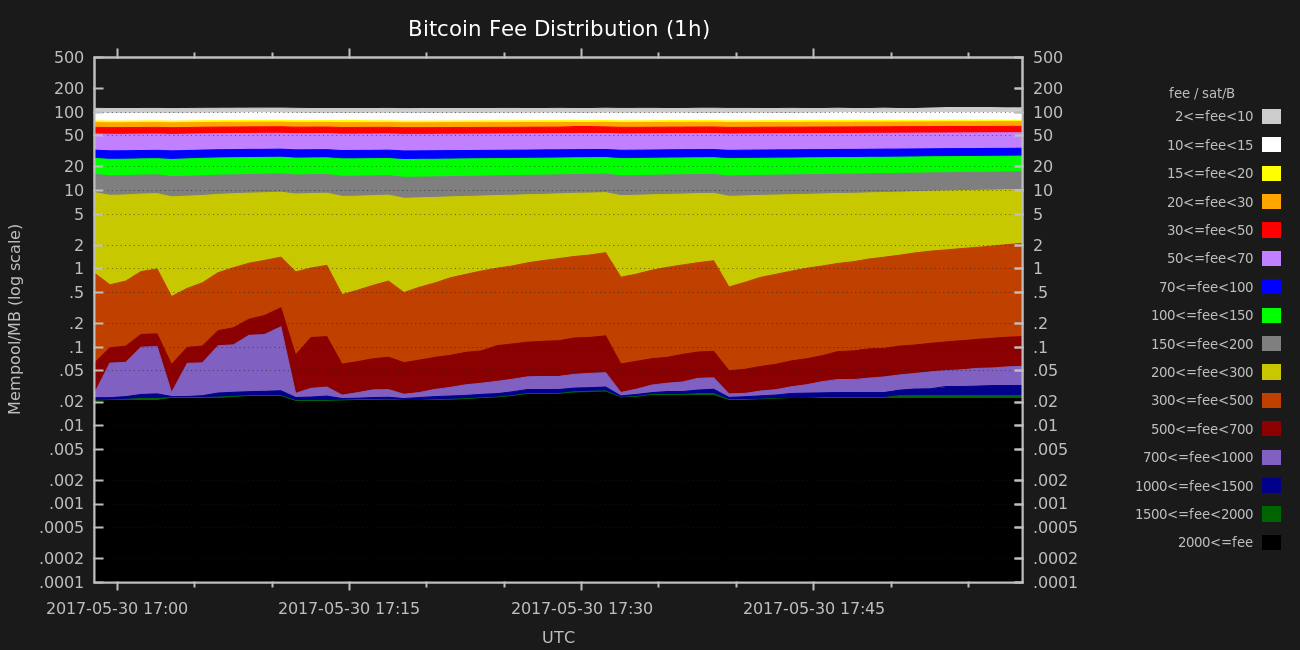 Bitcoin Fee Distribution (1h)
Mempool/MB (log scale)
500
200
100
50
20
10
5
2
1
.5
.2
.1
.05
.02
.01
.005
.002
.001
.0005
.0002
.0001
500
200
100
50
20
10
5
2
1
.5
.2
.1
.05
.02
.01
.005
.002
.001
.0005
.0002
.0001
2017-05-30 17:00 2017-05-30 17:15 2017-05-30 17:30 2017-05-30 17:45
UTC
fee / sat/B
2<=fee<10
10<=fee<15
15<=fee<20
20<=fee<30
30<=fee<50
50<=fee<70
70<=fee<100
100<=fee<150
150<=fee<200
200<=fee<300
300<=fee<500
500<=fee<700
700<=fee<1000
1000<=fee<1500
1500<=fee<2000
2000<=fee